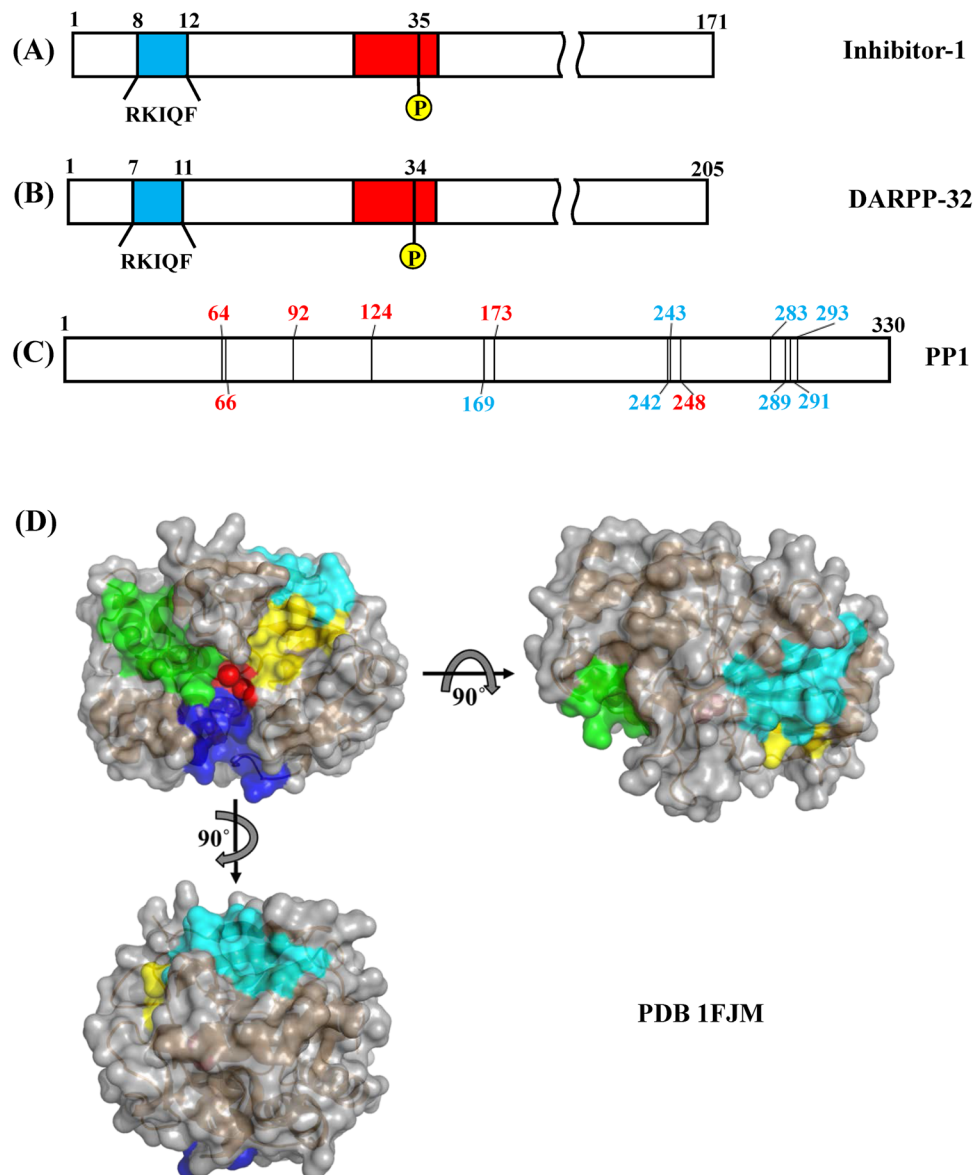 1 8 12 35 171
(A) Inhibitor-1
RKIQF P
1 7 11 34 205
(B) DARPP-32
RKIQF P
1 64 92 124 173 243 283 293 330
(C) PP1
66 169 242 248 289 291
(D)
90°
90°
PDB 1FJM